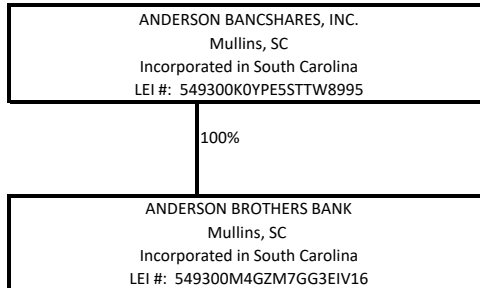 ANDERSON BANCSHARES, INC.
Mullins, SC
Incorporated in South Carolina
LEI #: 549300K0YPE5STTW8995
100%
ANDERSON BROTHERS BANK
Mullins, SC
Incorporated in South Carolina
LEI #: 549300M4GZM7GG3EIV16